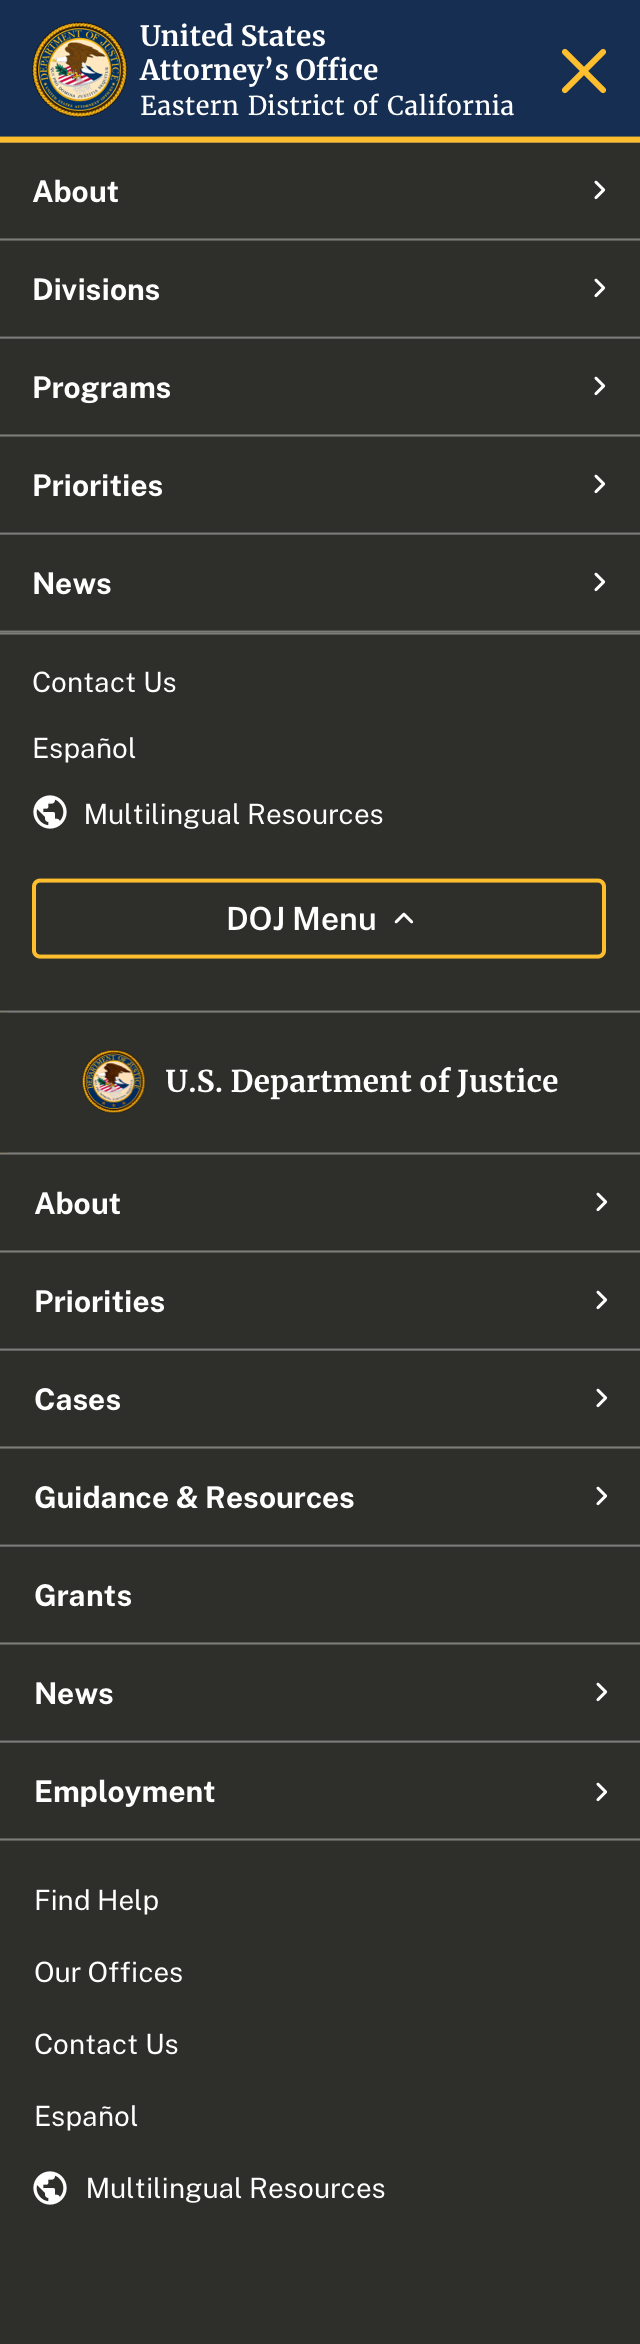 United States
Attorney’s Office
Eastern District of California
About
Divisions
Programs
Priorities
News
Contact Us
Español
Multilingual Resources
DOJ Menu
U.S. Department of Justice
About
Priorities
Cases
Guidance & Resources
Grants
News
Employment
Find Help
Our Offices
Contact Us
Español
Multilingual Resources